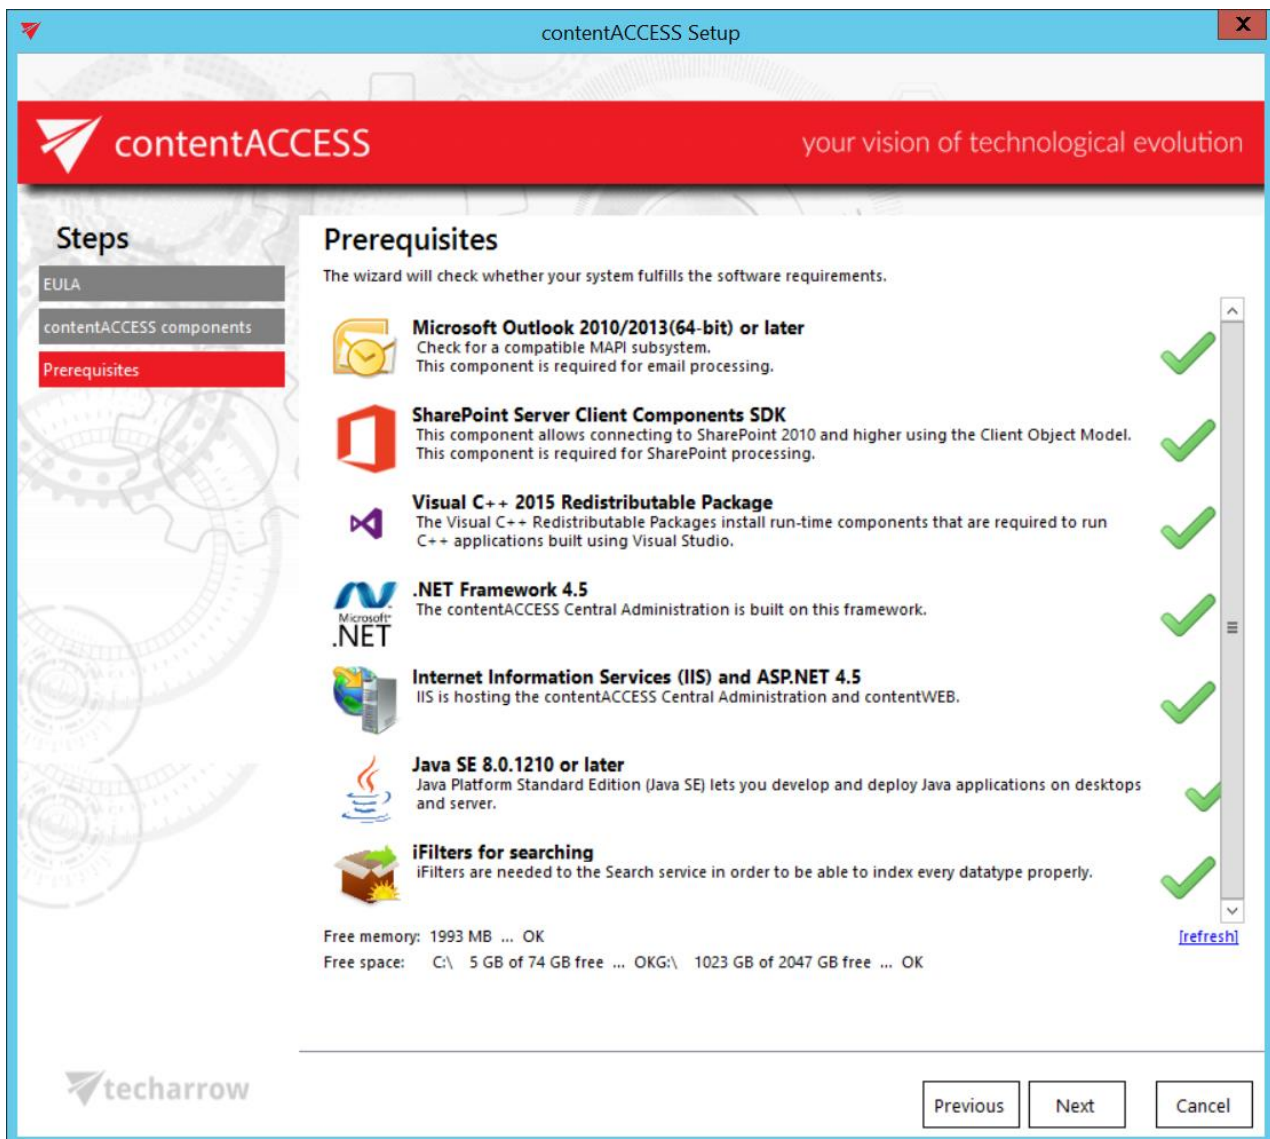 contentACCESS Setup
X
contentACCESS
your vision of technological evolution
Steps
EULA
contentACCESS components
Prerequisites
Prerequisites
The wizard will check whether your system fulfills the software requirements.
Microsoft Outlook 2010/2013(64-bit) or later
Check for a compatible MAPI subsystem.
This component is required for email processing.
SharePoint Server Client Components SDK
This component allows connecting to SharePoint 2010 and higher using the Client Object Model.
This component is required for SharePoint processing.
Visual C++ 2015 Redistributable Package
The Visual C++ Redistributable Packages install run-time components that are required to run
C++ applications built using Visual Studio.
Microsoft
.NET
.NET Framework 4.5
The contentACCESS Central Administration is built on this framework.
Internet Information Services (IIS) and ASP.NET 4.5
IIS is hosting the contentACCESS Central Administration and contentWEB.
Java SE 8.0.1210 or later
Java Platform Standard Edition (Java SE) lets you develop and deploy Java applications on desktops
and server.
iFilters for searching
iFilters are needed to the Search service in order to be able to index every datatype properly.
Free memory: 1993 MB ... OK
[refresh]
Free space: C:\ 5 GB of 74 GB free ... OKG:\ 1023 GB of 2047 GB free ... OK
techarrow
Previous
Next
Cancel